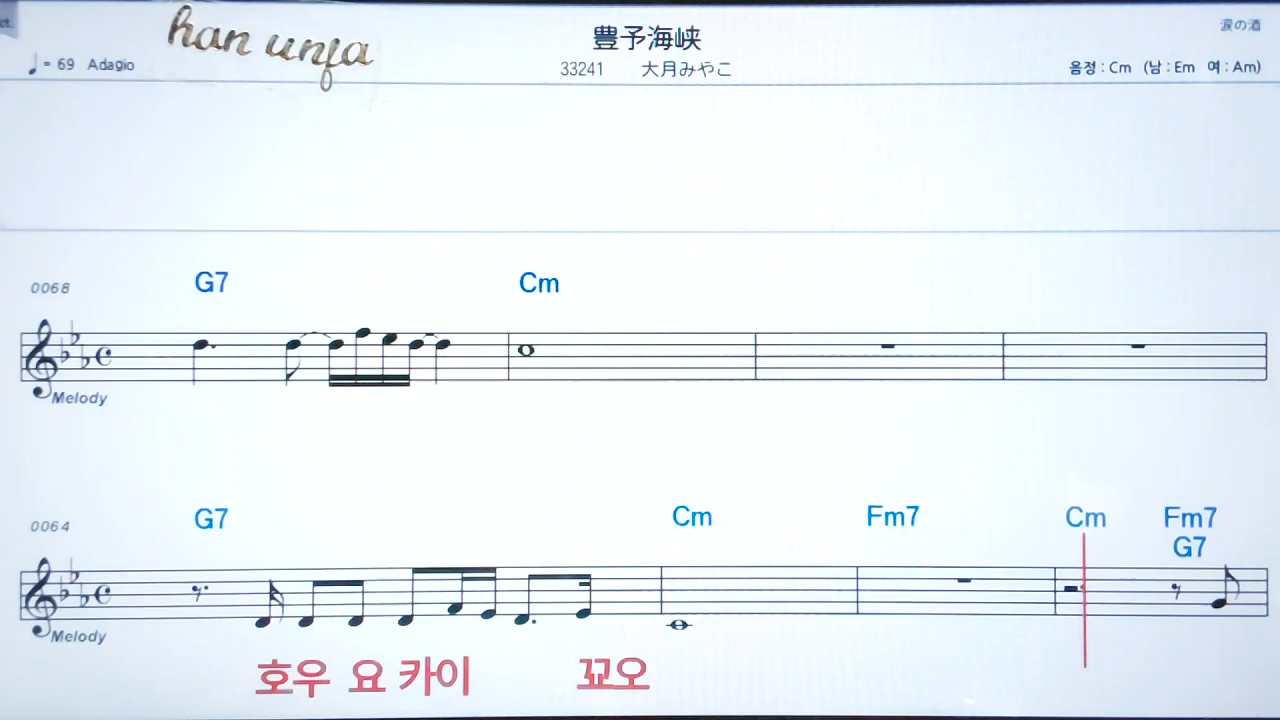 han unfa
豊予海峡
涙の酒
♩= 69 Adagio
33241 大月みやこ
음정 : Cm (남 : Em 여 : Am)
0068
G7 Cm
Melody
0064
G7 Cm Fm7 Cm Fm7
G7
Melody
호우 요 카이 꾜오